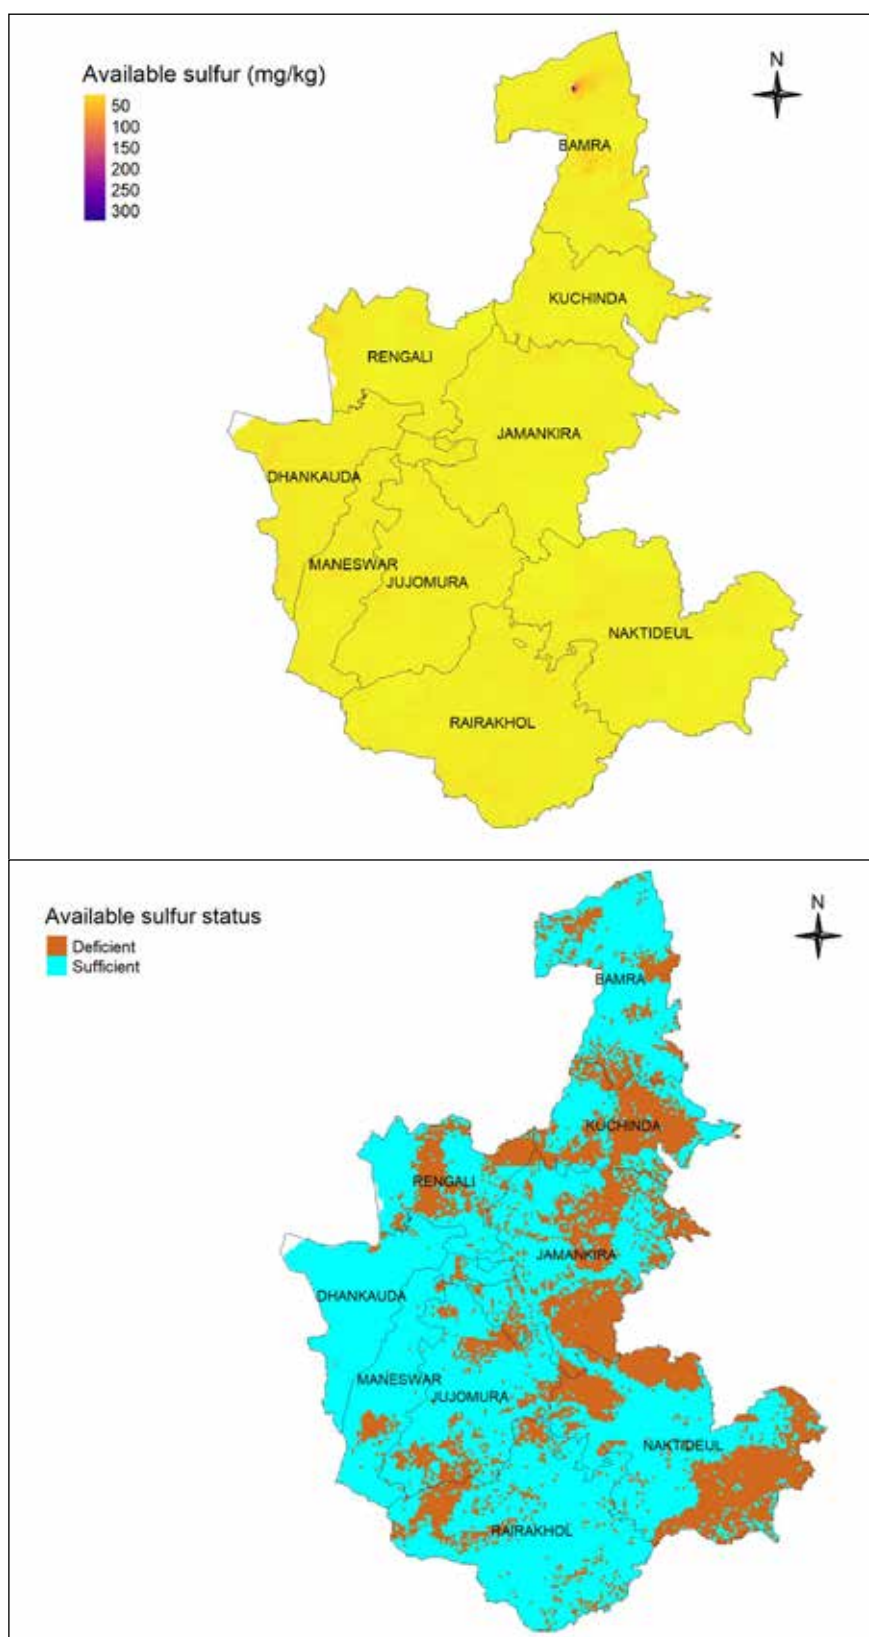 Available sulfur (mg/kg)
50
100
150
200
250
300
N
BAMRA
KUCHINDA
RENGALI
JAMANKIRA
DHANKAUDA
MANESWAR
JUJOMURA
NAKTIDEUL
RAIRAKHOL
Available sulfur status
Deficient
Sufficient
N
BAMRA
KUCHINDA
RENGALI
JAMANKIRA
DHANKAUDA
MANESWAR
JUJOMURA
NAKTIDEUL
RAIRAKHOL